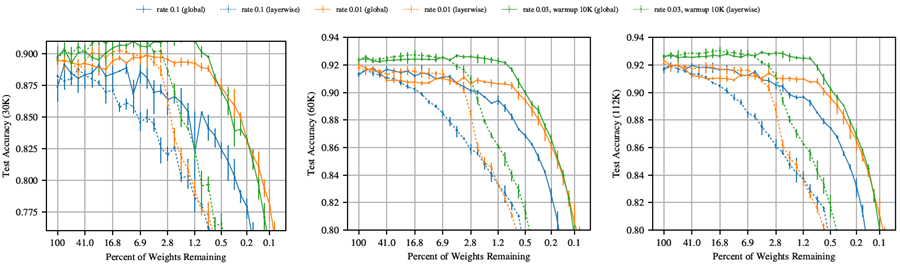 rate 0.1 (global) rate 0.1 (layerwise) rate 0.01 (global) rate 0.01 (layerwise) rate 0.03, warmup 10K (global) rate 0.03, warmup 10K (layerwise)
Test Accuracy (30K)
0.900
0.875
0.850
0.825
0.800
0.775
100 41.0 16.8 6.9 2.8 1.2 0.5 0.2 0.1
Percent of Weights Remaining
Test Accuracy (60K)
0.94
0.92
0.90
0.88
0.86
0.84
0.82
0.80
100 41.0 16.8 6.9 2.8 1.2 0.5 0.2 0.1
Percent of Weights Remaining
Test Accuracy (112K)
0.94
0.92
0.90
0.88
0.86
0.84
0.82
0.80
100 41.0 16.8 6.9 2.8 1.2 0.5 0.2 0.1
Percent of Weights Remaining